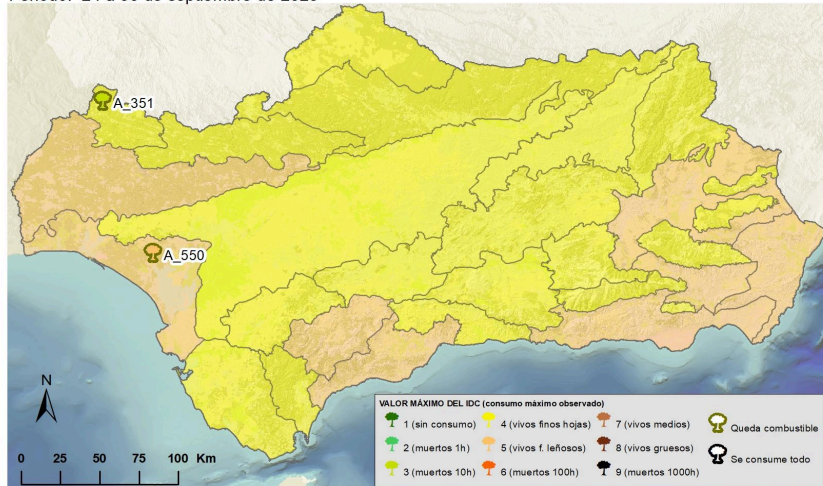 A_351
A_550
N
0 25 50 75 100 Km
VALOR MÁXIMO DEL IDC (consumo máximo observado)
1 (sin consumo) 4 (vivos finos hojas) 7 (vivos medios) Queda combustible
2 (muertos 1h) 5 (vivos f. leñosos) 8 (vivos gruesos)
3 (muertos 10h) 6 (muertos 100h) 9 (muertos 1000h) Se consume todo